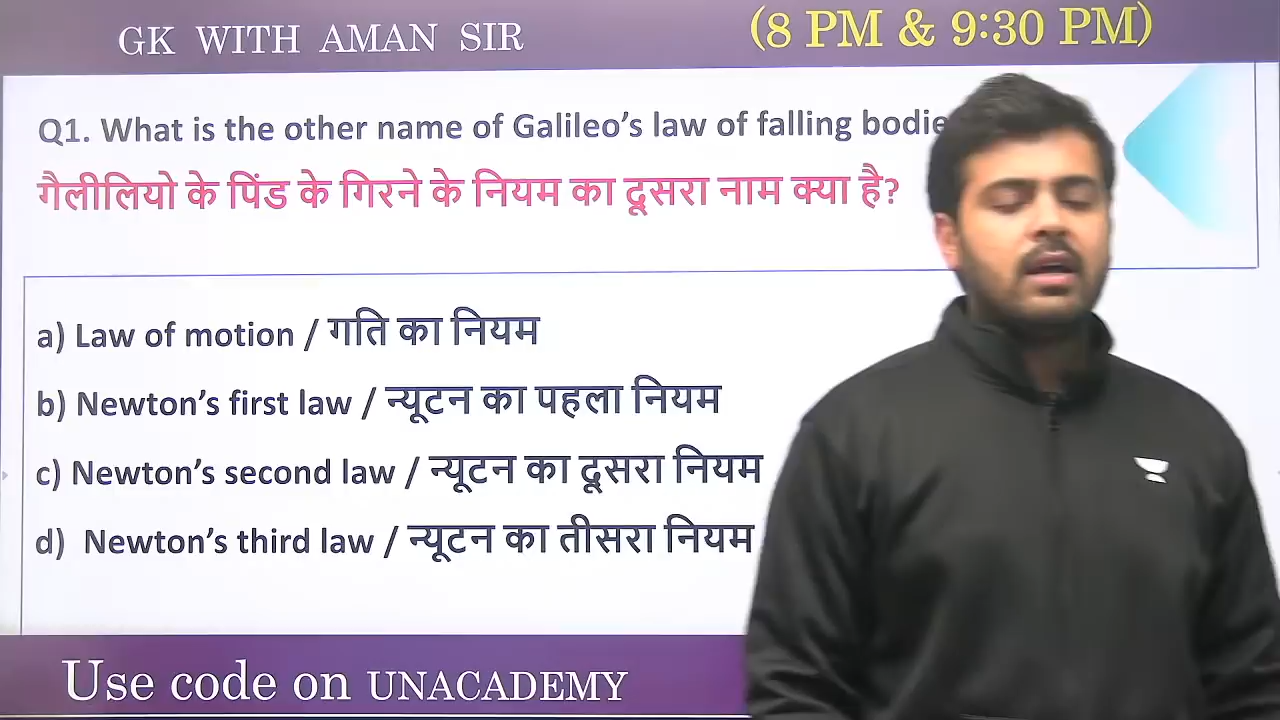 GK WITH AMAN SIR
(8 PM & 9:30 PM)
Q1. What is the other name of Galileo's law of falling
गैलीलियो के पिंड के गिरने के नियम का दूसरा नाम क्या है?
a) Law of motion / गति का नियम
b) Newton's first law / न्यूटन का पहला नियम
c) Newton's second law / न्यूटन का दूसरा नियम
d) Newton's third law / न्यूटन का तीसरा नियम
Use code on UNACADEMY